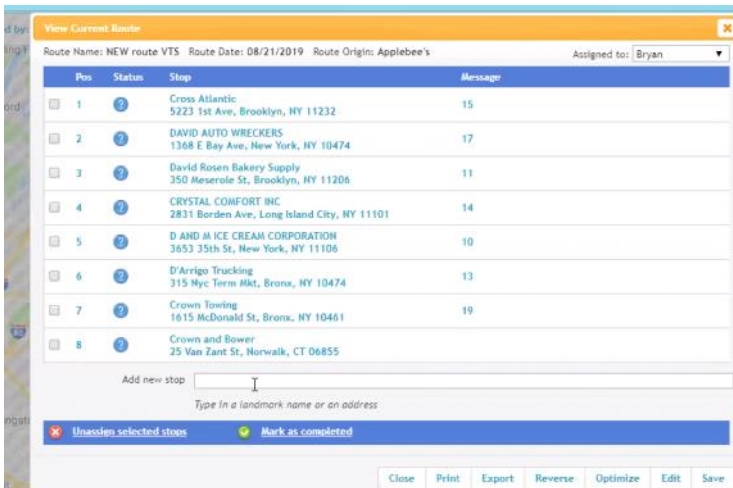 d by:
View Current Route
Route Name: NEW route VTS Route Date: 08/21/2019 Route Origin: Applebee's
Assigned to: Bryan
Pos Status Stop Message
1 Cross Atlantic 15
5223 1st Ave, Brooklyn, NY 11232
2 DAVID AUTO WRECKERS 17
1368 E Bay Ave, New York, NY 10474
3 David Rosen Bakery Supply 11
350 Meserole St, Brooklyn, NY 11206
4 CRYSTAL COMFORT INC 14
2831 Borden Ave, Long Island City, NY 11101
5 D AND M ICE CREAM CORPORATION 10
3653 35th St, New York, NY 11106
6 D'Arrigo Trucking 13
315 Nyc Term Mkt, Bronx, NY 10474
7 Crown Towing 19
1615 McDonald St, Bronx, NY 10461
8 Crown and Bower
25 Van Zant St, Norwalk, CT 06855
Add new stop
Type in a landmark name or an address
Unassign selected stops Mark as completed
Close Print Export Reverse Optimize Edit Save